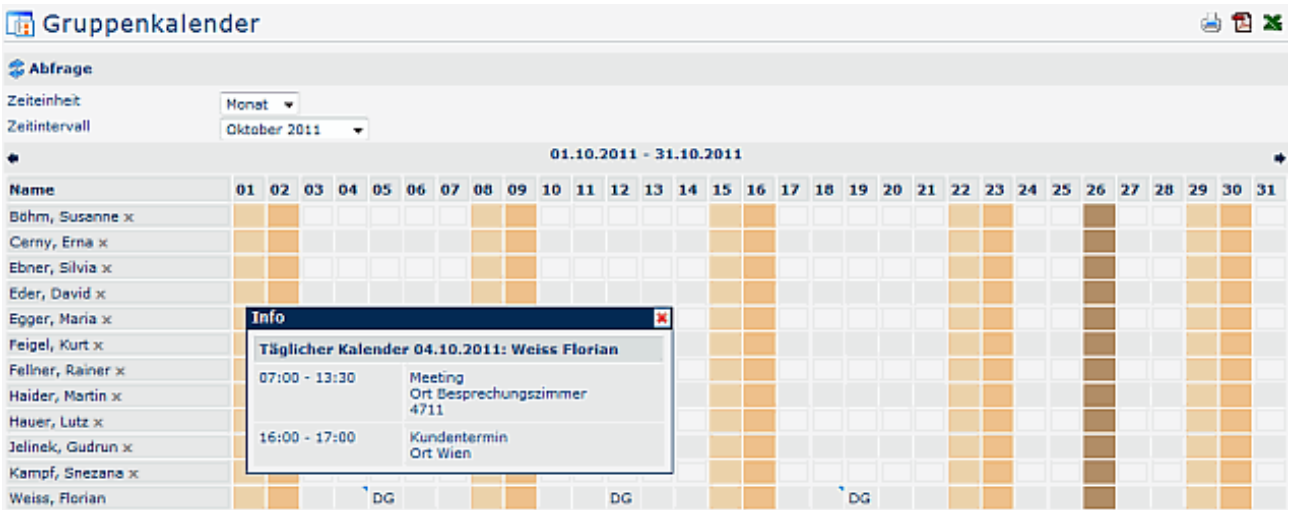 Gruppenkalender
Abfrage
Zeiteinheit Monat
Zeitintervall Oktober 2011
01.10.2011 - 31.10.2011
Name 01 02 03 04 05 06 07 08 09 10 11 12 13 14 15 16 17 18 19 20 21 22 23 24 25 26 27 28 29 30 31
Böhm, Susanne x
Cerny, Erna x
Ebner, Silvia x
Eder, David x
Egger, Maria x
Feigel, Kurt x
Fellner, Rainer x
Haider, Martin x
Hauer, Lutz x
Jelinek, Gudrun x
Kampf, Snezana x
Weiss, Florian DG DG DG
Info
Täglicher Kalender 04.10.2011: Weiss Florian
07:00 - 13:30 Meeting
Ort Besprechungszimmer
4711
16:00 - 17:00 Kundentermin
Ort Wien